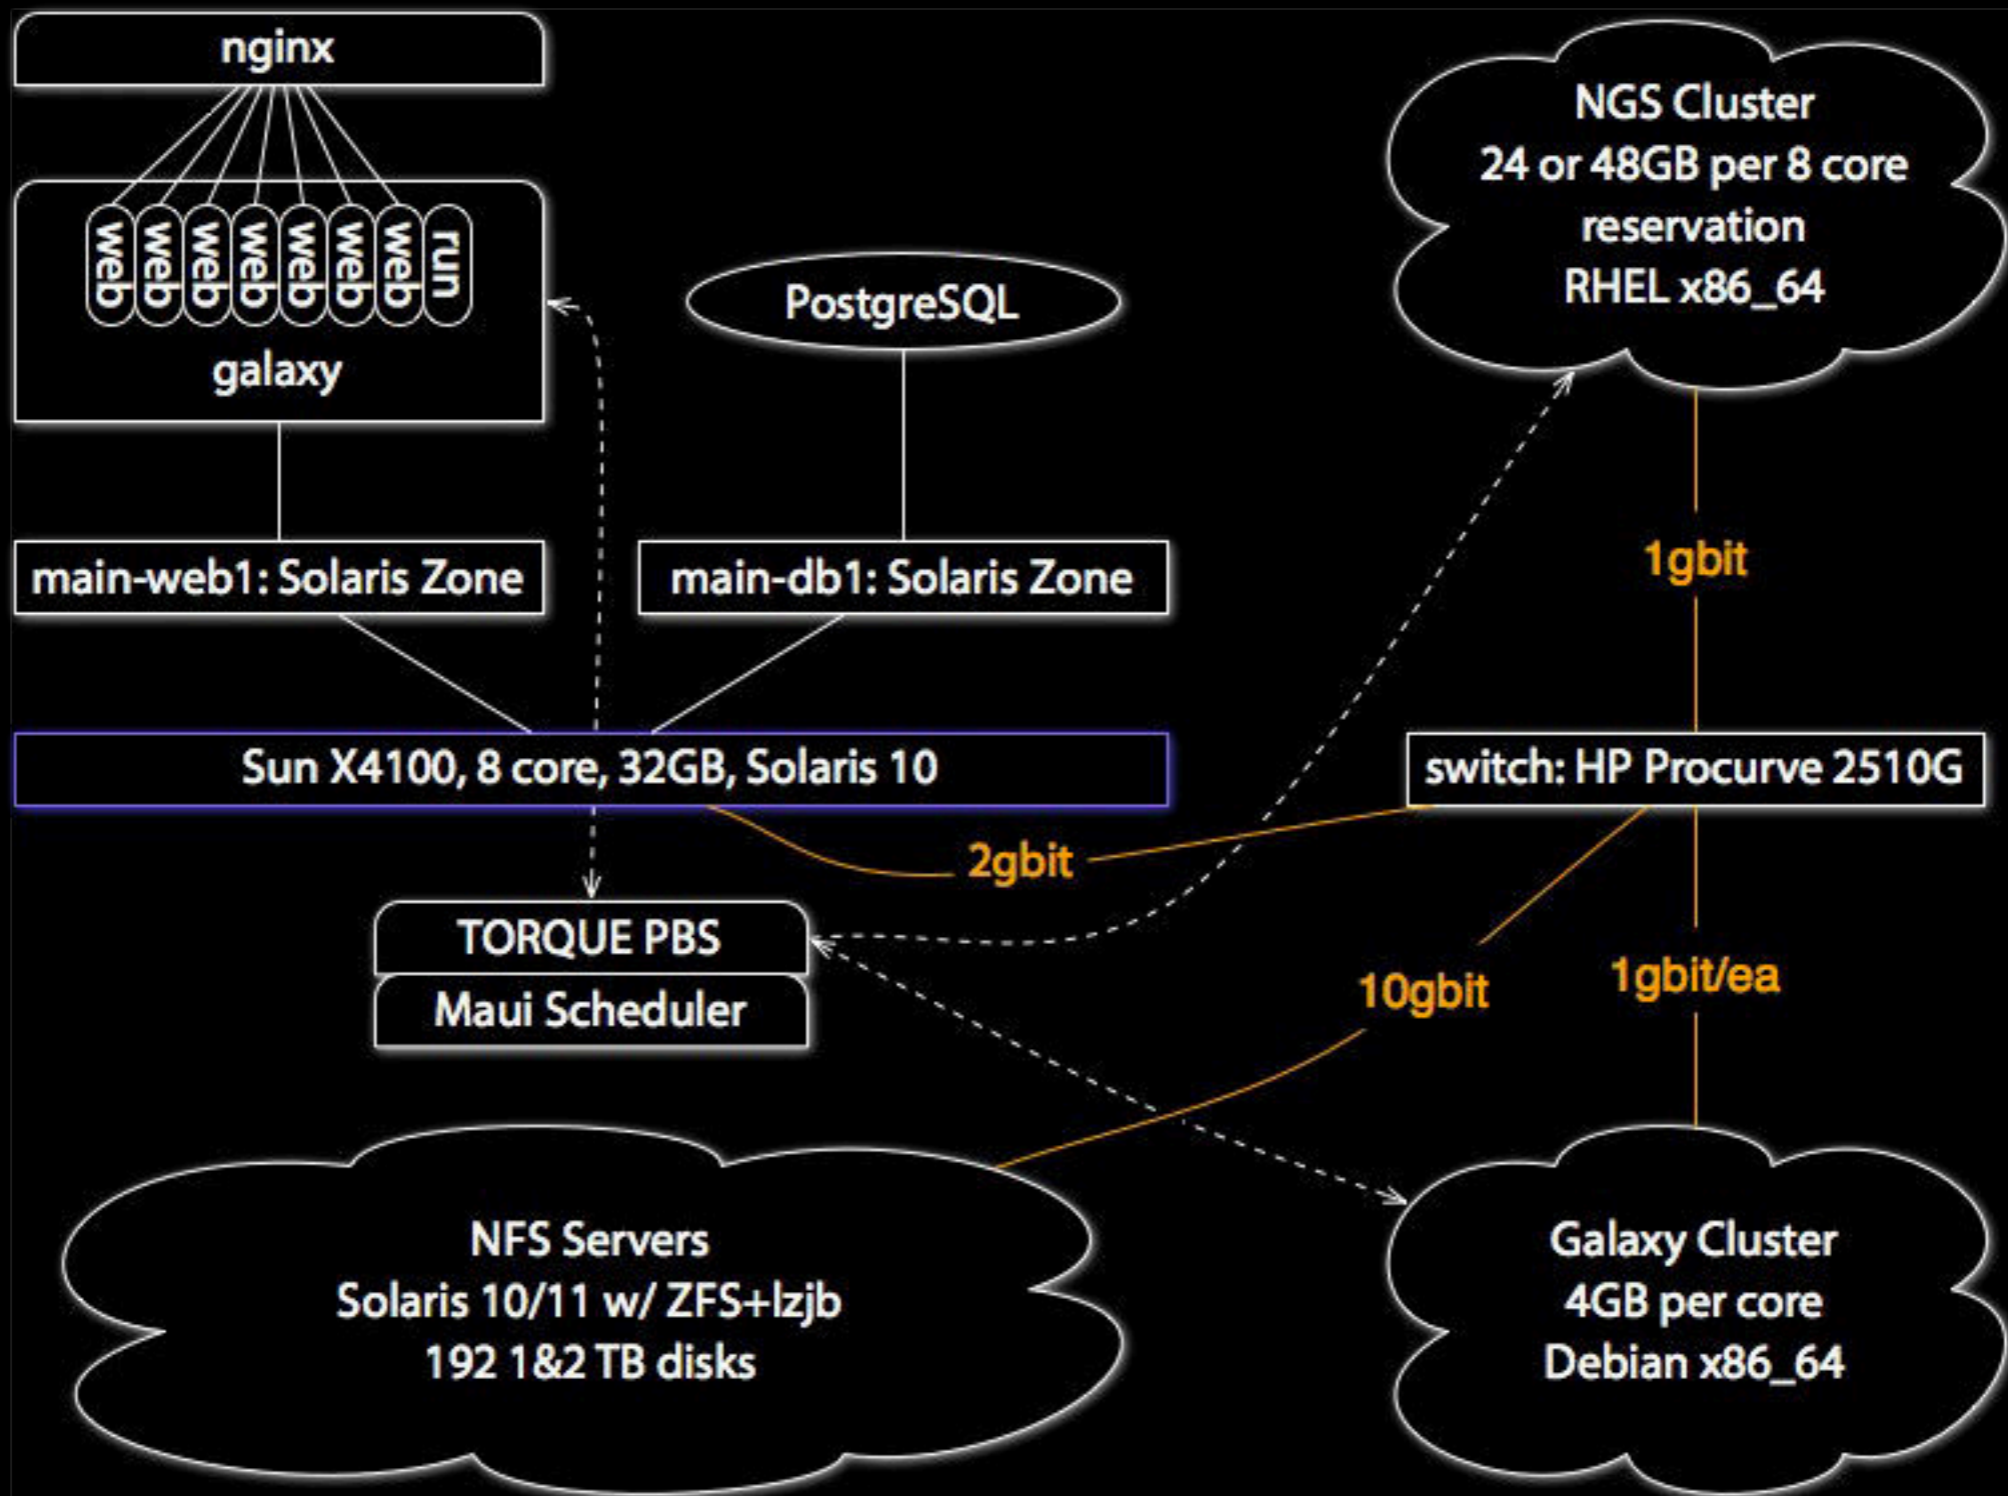 nginx
web
web
web
web
web
web
web
run
galaxy
PostgreSQL
NGS Cluster
24 or 48GB per 8 core
reservation
RHEL x86_64
main-web1: Solaris Zone
main-db1: Solaris Zone
1gbit
Sun X4100, 8 core, 32GB, Solaris 10
switch: HP Procurve 2510G
2gbit
TORQUE PBS
Maui Scheduler
10gbit
1gbit/ea
NFS Servers
Solaris 10/11 w/ ZFS+lzjb
192 1&2 TB disks
Galaxy Cluster
4GB per core
Debian x86_64